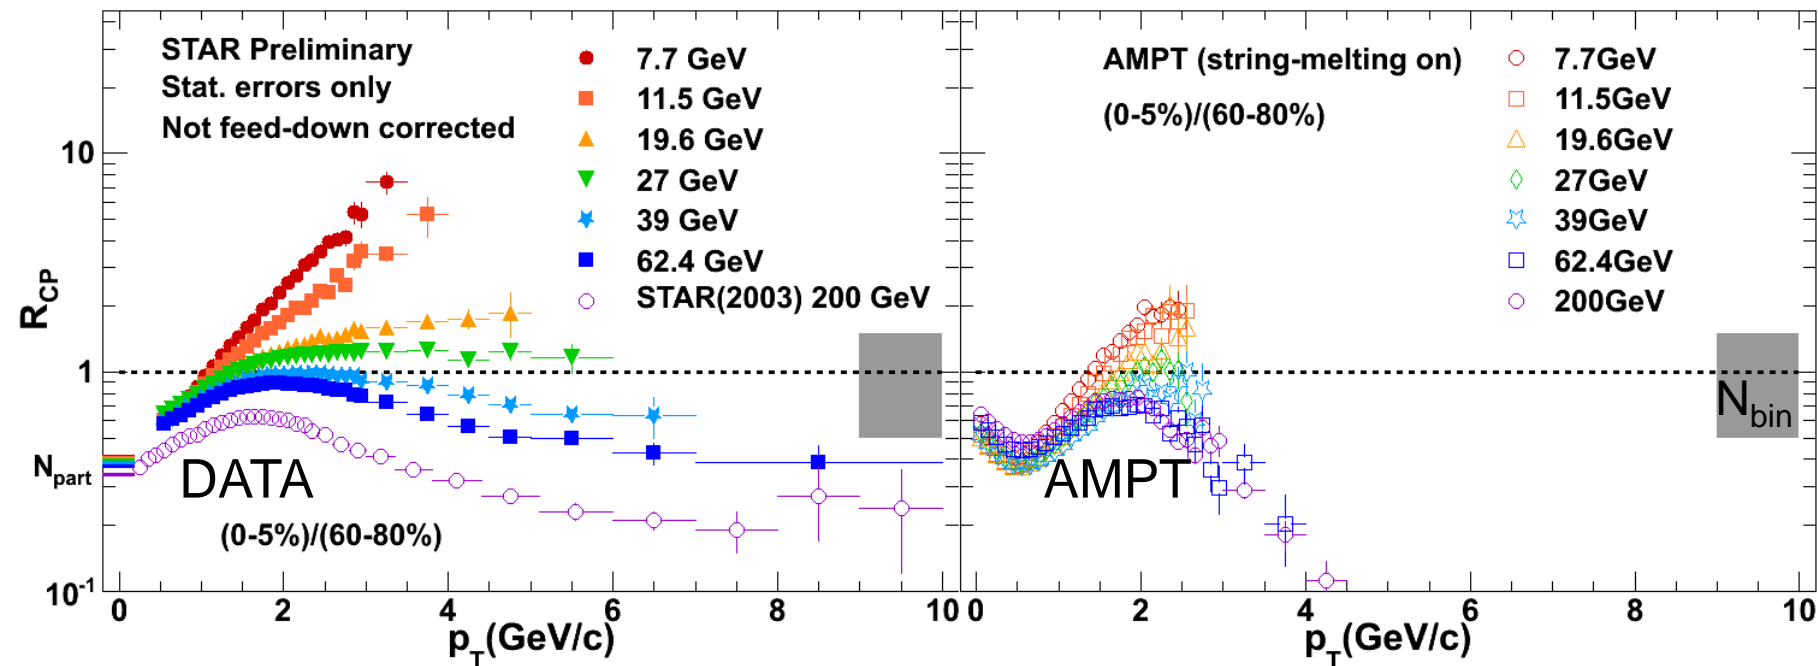 STAR Preliminary
Stat. errors only
Not feed-down corrected
7.7 GeV
11.5 GeV
19.6 GeV
27 GeV
39 GeV
62.4 GeV
STAR(2003) 200 GeV
R_CP
10
1
N_part
10^-1
DATA
(0-5%)/(60-80%)
0 2 4 6 8 10
p_T(GeV/c)
AMPT (string-melting on)
(0-5%)/(60-80%)
7.7GeV
11.5GeV
19.6GeV
27GeV
39GeV
62.4GeV
200GeV
N_bin
AMPT
0 2 4 6 8 10
p_T(GeV/c)